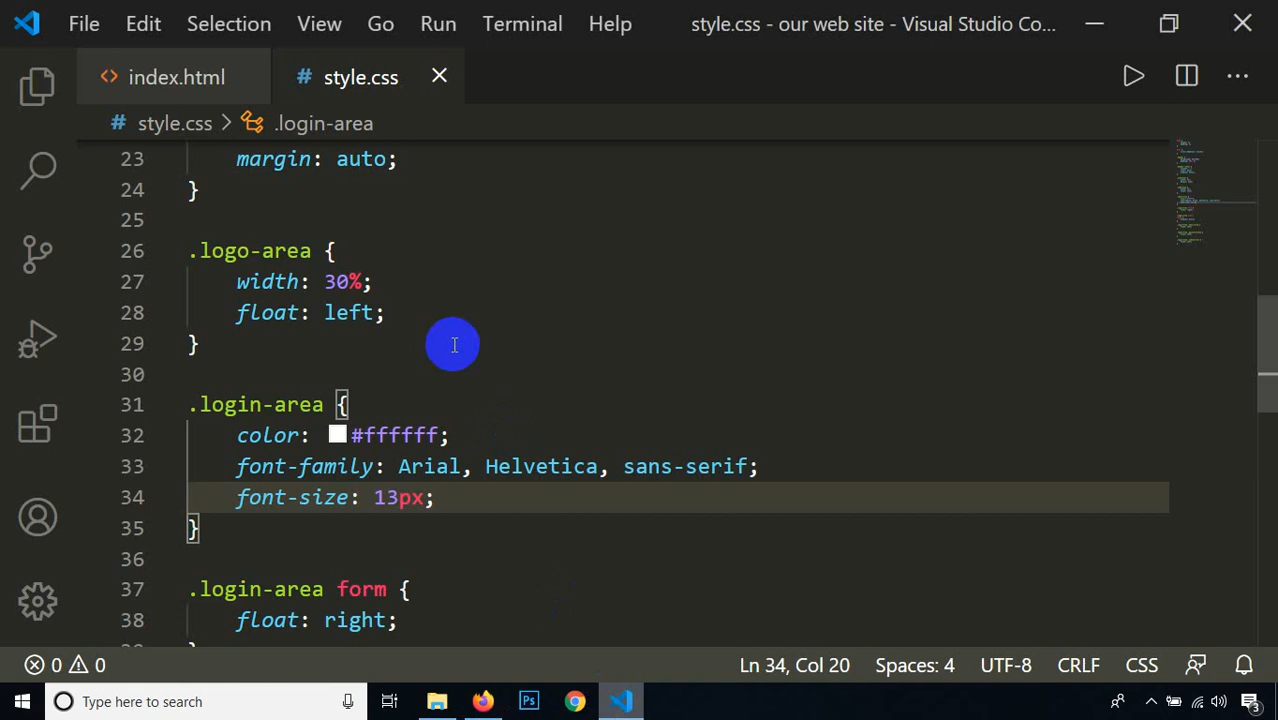 File Edit Selection View Go Run Terminal Help style.css - our web site - Visual Studio Co...
<> index.html # style.css ×
# style.css > .login-area
23 margin: auto;
24 }
25
26 .logo-area {
27 width: 30%;
28 float: left;
29 }
30
31 .login-area {
32 color: #ffffff;
33 font-family: Arial, Helvetica, sans-serif;
34 font-size: 13px;
35 }
36
37 .login-area form {
38 float: right;
0 0 Ln 34, Col 20 Spaces: 4 UTF-8 CRLF CSS
Type here to search Ps 3